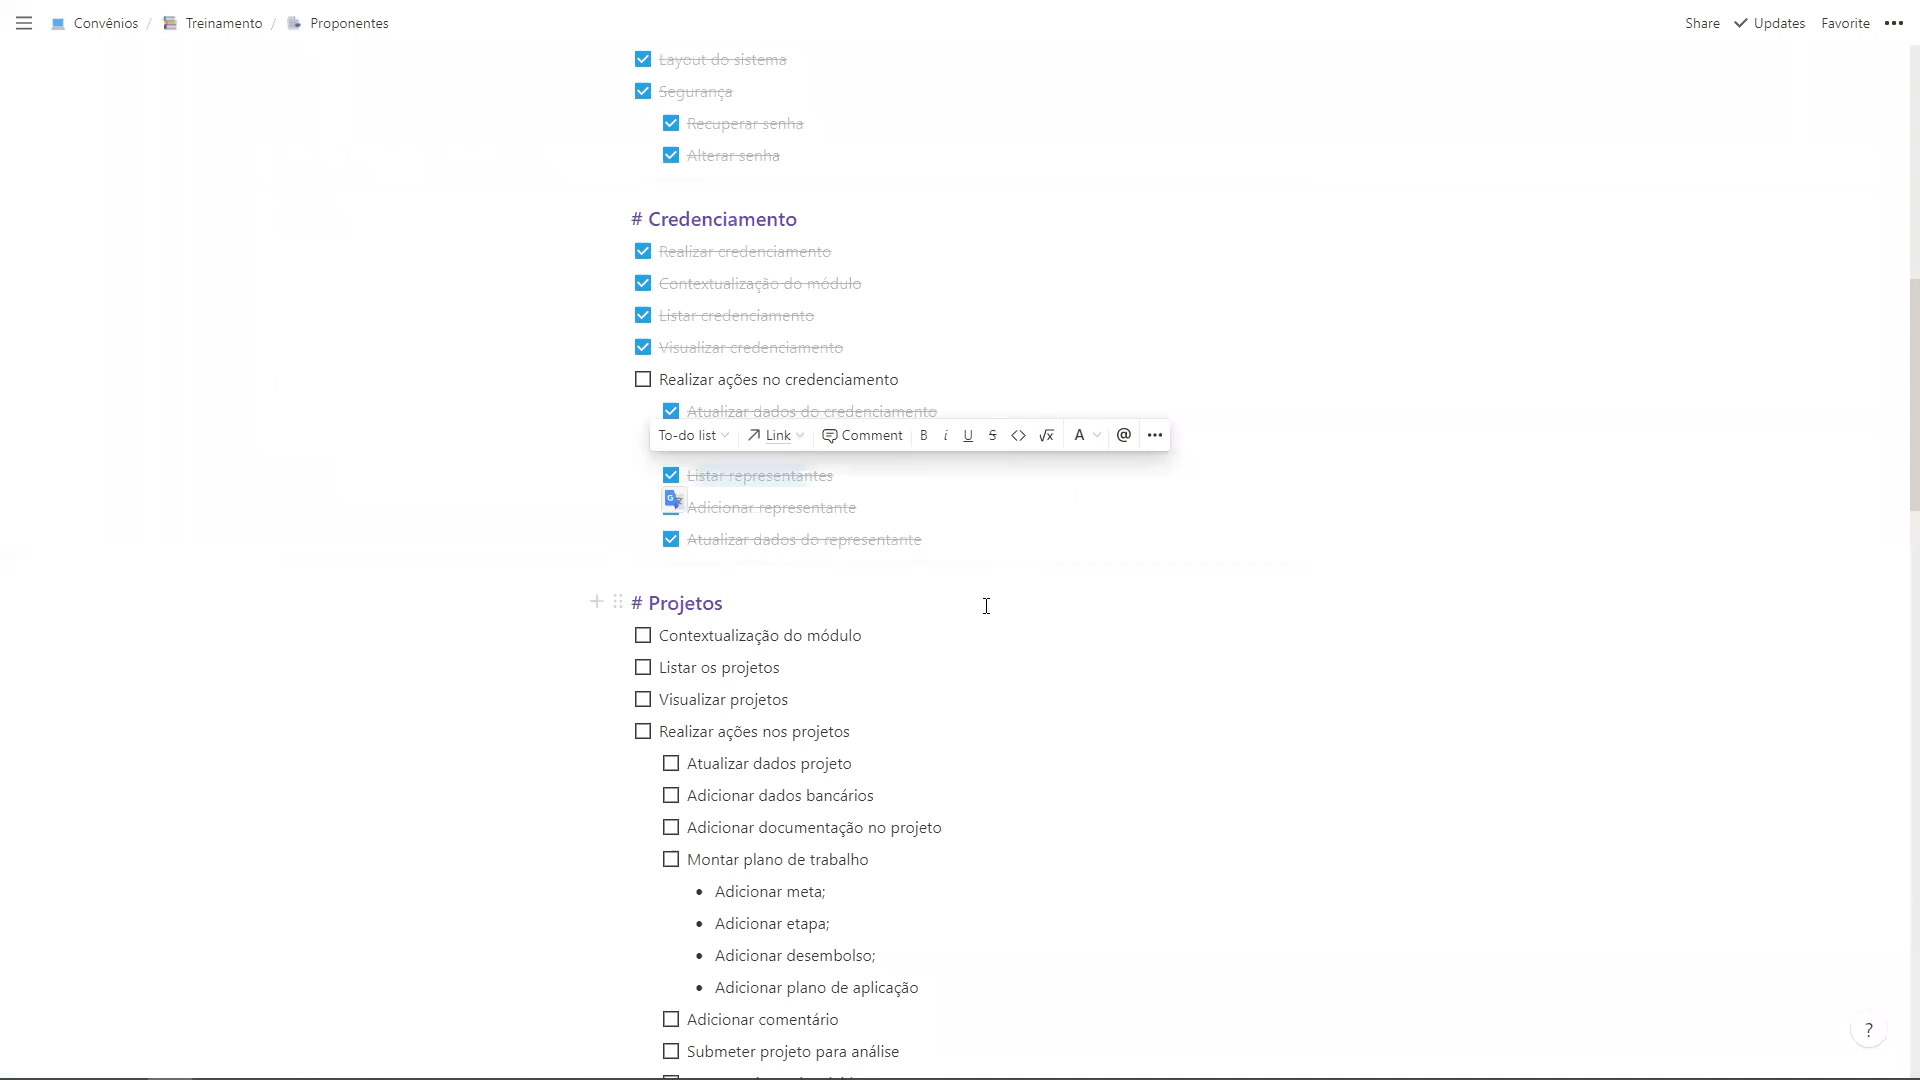 Convênios / Treinamento / Proponentes
Share Updates Favorite
Layout do sistema
Segurança
Recuperar senha
Alterar senha
# Credenciamento
Realizar credenciamento
Contextualização do módulo
Listar credenciamento
Visualizar credenciamento
Realizar ações no credenciamento
Atualizar dados do credenciamento
To-do list Link Comment B i U S <> √x A @
Listar representantes
Adicionar representante
Atualizar dados do representante
# Projetos
Contextualização do módulo
Listar os projetos
Visualizar projetos
Realizar ações nos projetos
Atualizar dados projeto
Adicionar dados bancários
Adicionar documentação no projeto
Montar plano de trabalho
• Adicionar meta;
• Adicionar etapa;
• Adicionar desembolso;
• Adicionar plano de aplicação
Adicionar comentário
Submeter projeto para análise
?